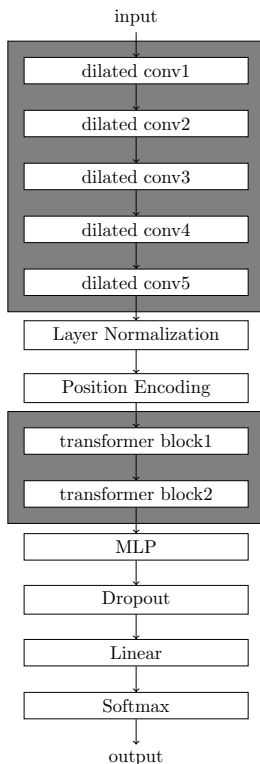 input
dilated conv1
dilated conv2
dilated conv3
dilated conv4
dilated conv5
Layer Normalization
Position Encoding
transformer block1
transformer block2
MLP
Dropout
Linear
Softmax
output